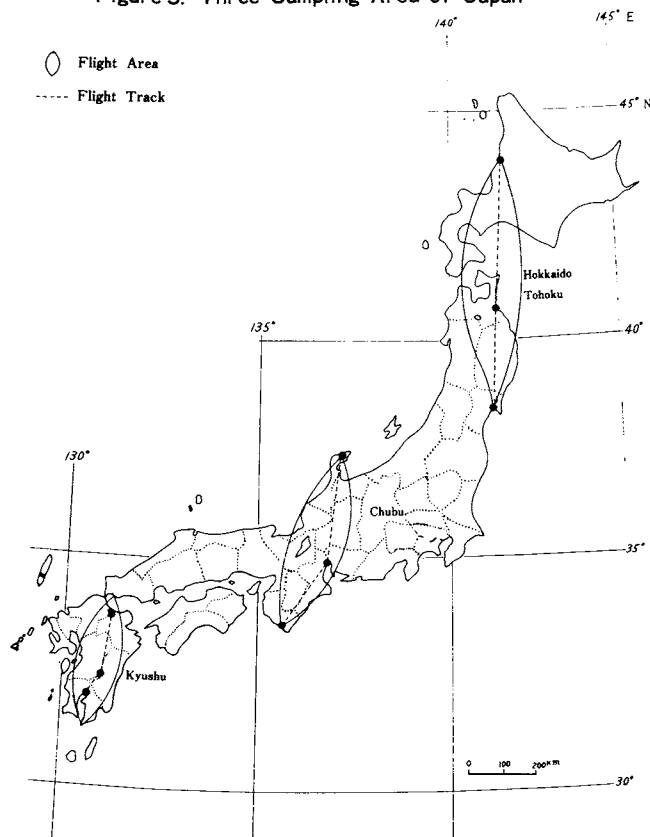 Figure 3. Three Sampling Area of Japan
140°
145° E
Flight Area
Flight Track
45° N
Hokkaido
Tohoku
135°
40°
130°
Chubu
35°
Kyushu
0 100 200km
30°